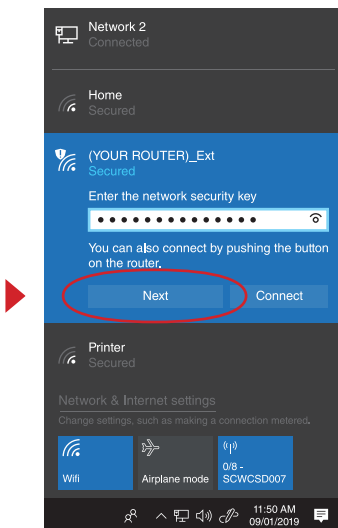 Network 2
Connected
Home
Secured
(YOUR ROUTER)_Ext
Secured
Enter the network security key
●●●●●●●●●●●●●●
You can also connect by pushing the button
on the router.
Next
Connect
Printer
Secured
Network & Internet settings
Change settings, such as making a connection metered.
Wifi
Airplane mode
0/8 -
SCWCSD007
11:50 AM
09/01/2019